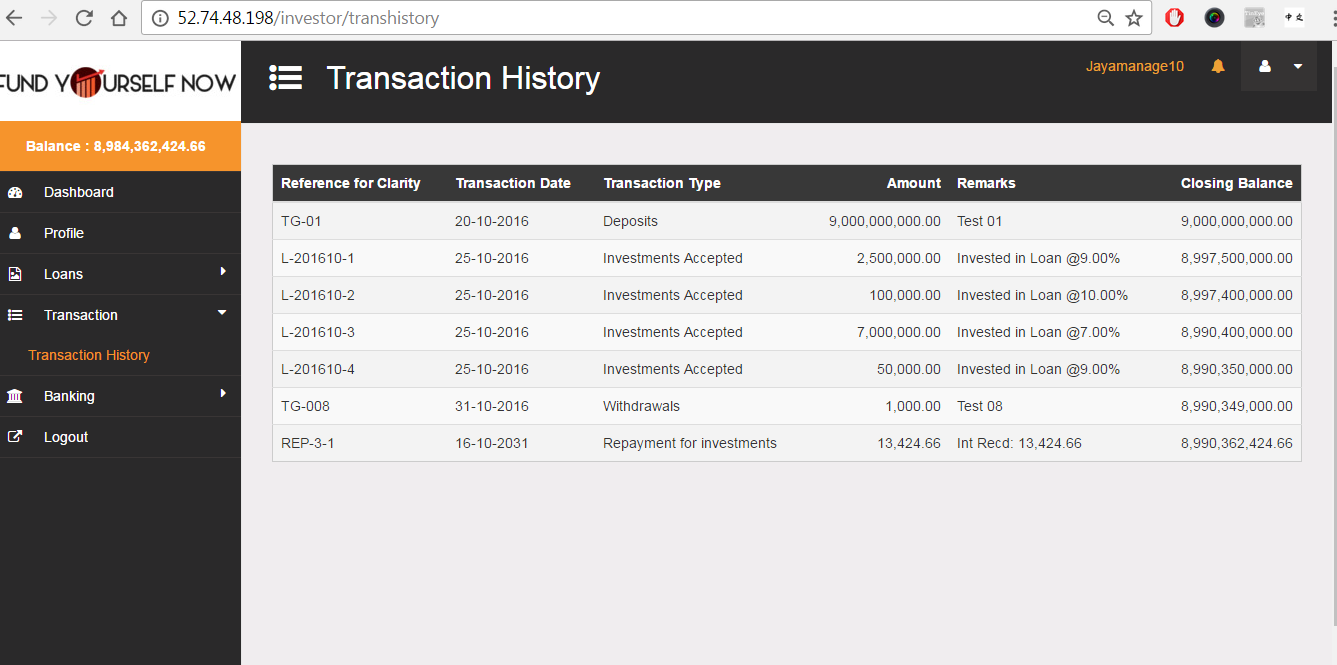 52.74.48.198/investor/transhistory
FUND YOURSELF NOW
Transaction History
Jayamanage10
Balance : 8,984,362,424.66
Dashboard
Profile
Loans
Transaction
Transaction History
Banking
Logout
Reference for Clarity Transaction Date Transaction Type Amount Remarks Closing Balance
TG-01 20-10-2016 Deposits 9,000,000,000.00 Test 01 9,000,000,000.00
L-201610-1 25-10-2016 Investments Accepted 2,500,000.00 Invested in Loan @9.00% 8,997,500,000.00
L-201610-2 25-10-2016 Investments Accepted 100,000.00 Invested in Loan @10.00% 8,997,400,000.00
L-201610-3 25-10-2016 Investments Accepted 7,000,000.00 Invested in Loan @7.00% 8,990,400,000.00
L-201610-4 25-10-2016 Investments Accepted 50,000.00 Invested in Loan @9.00% 8,990,350,000.00
TG-008 31-10-2016 Withdrawals 1,000.00 Test 08 8,990,349,000.00
REP-3-1 16-10-2031 Repayment for investments 13,424.66 Int Recd: 13,424.66 8,990,362,424.66